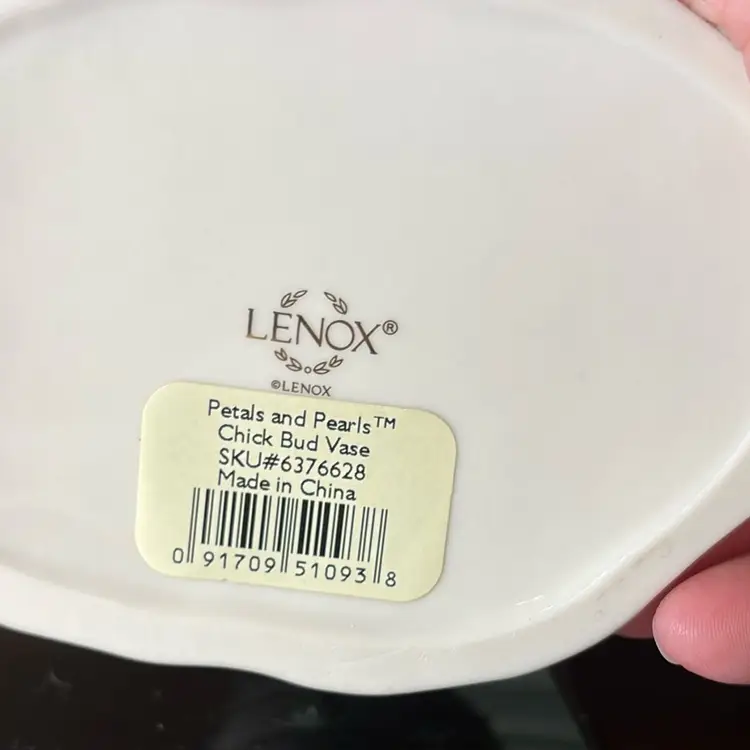 LENOX®
©LENOX
Petals and Pearls™
Chick Bud Vase
SKU#6376628
Made in China
0 91709 51093 8